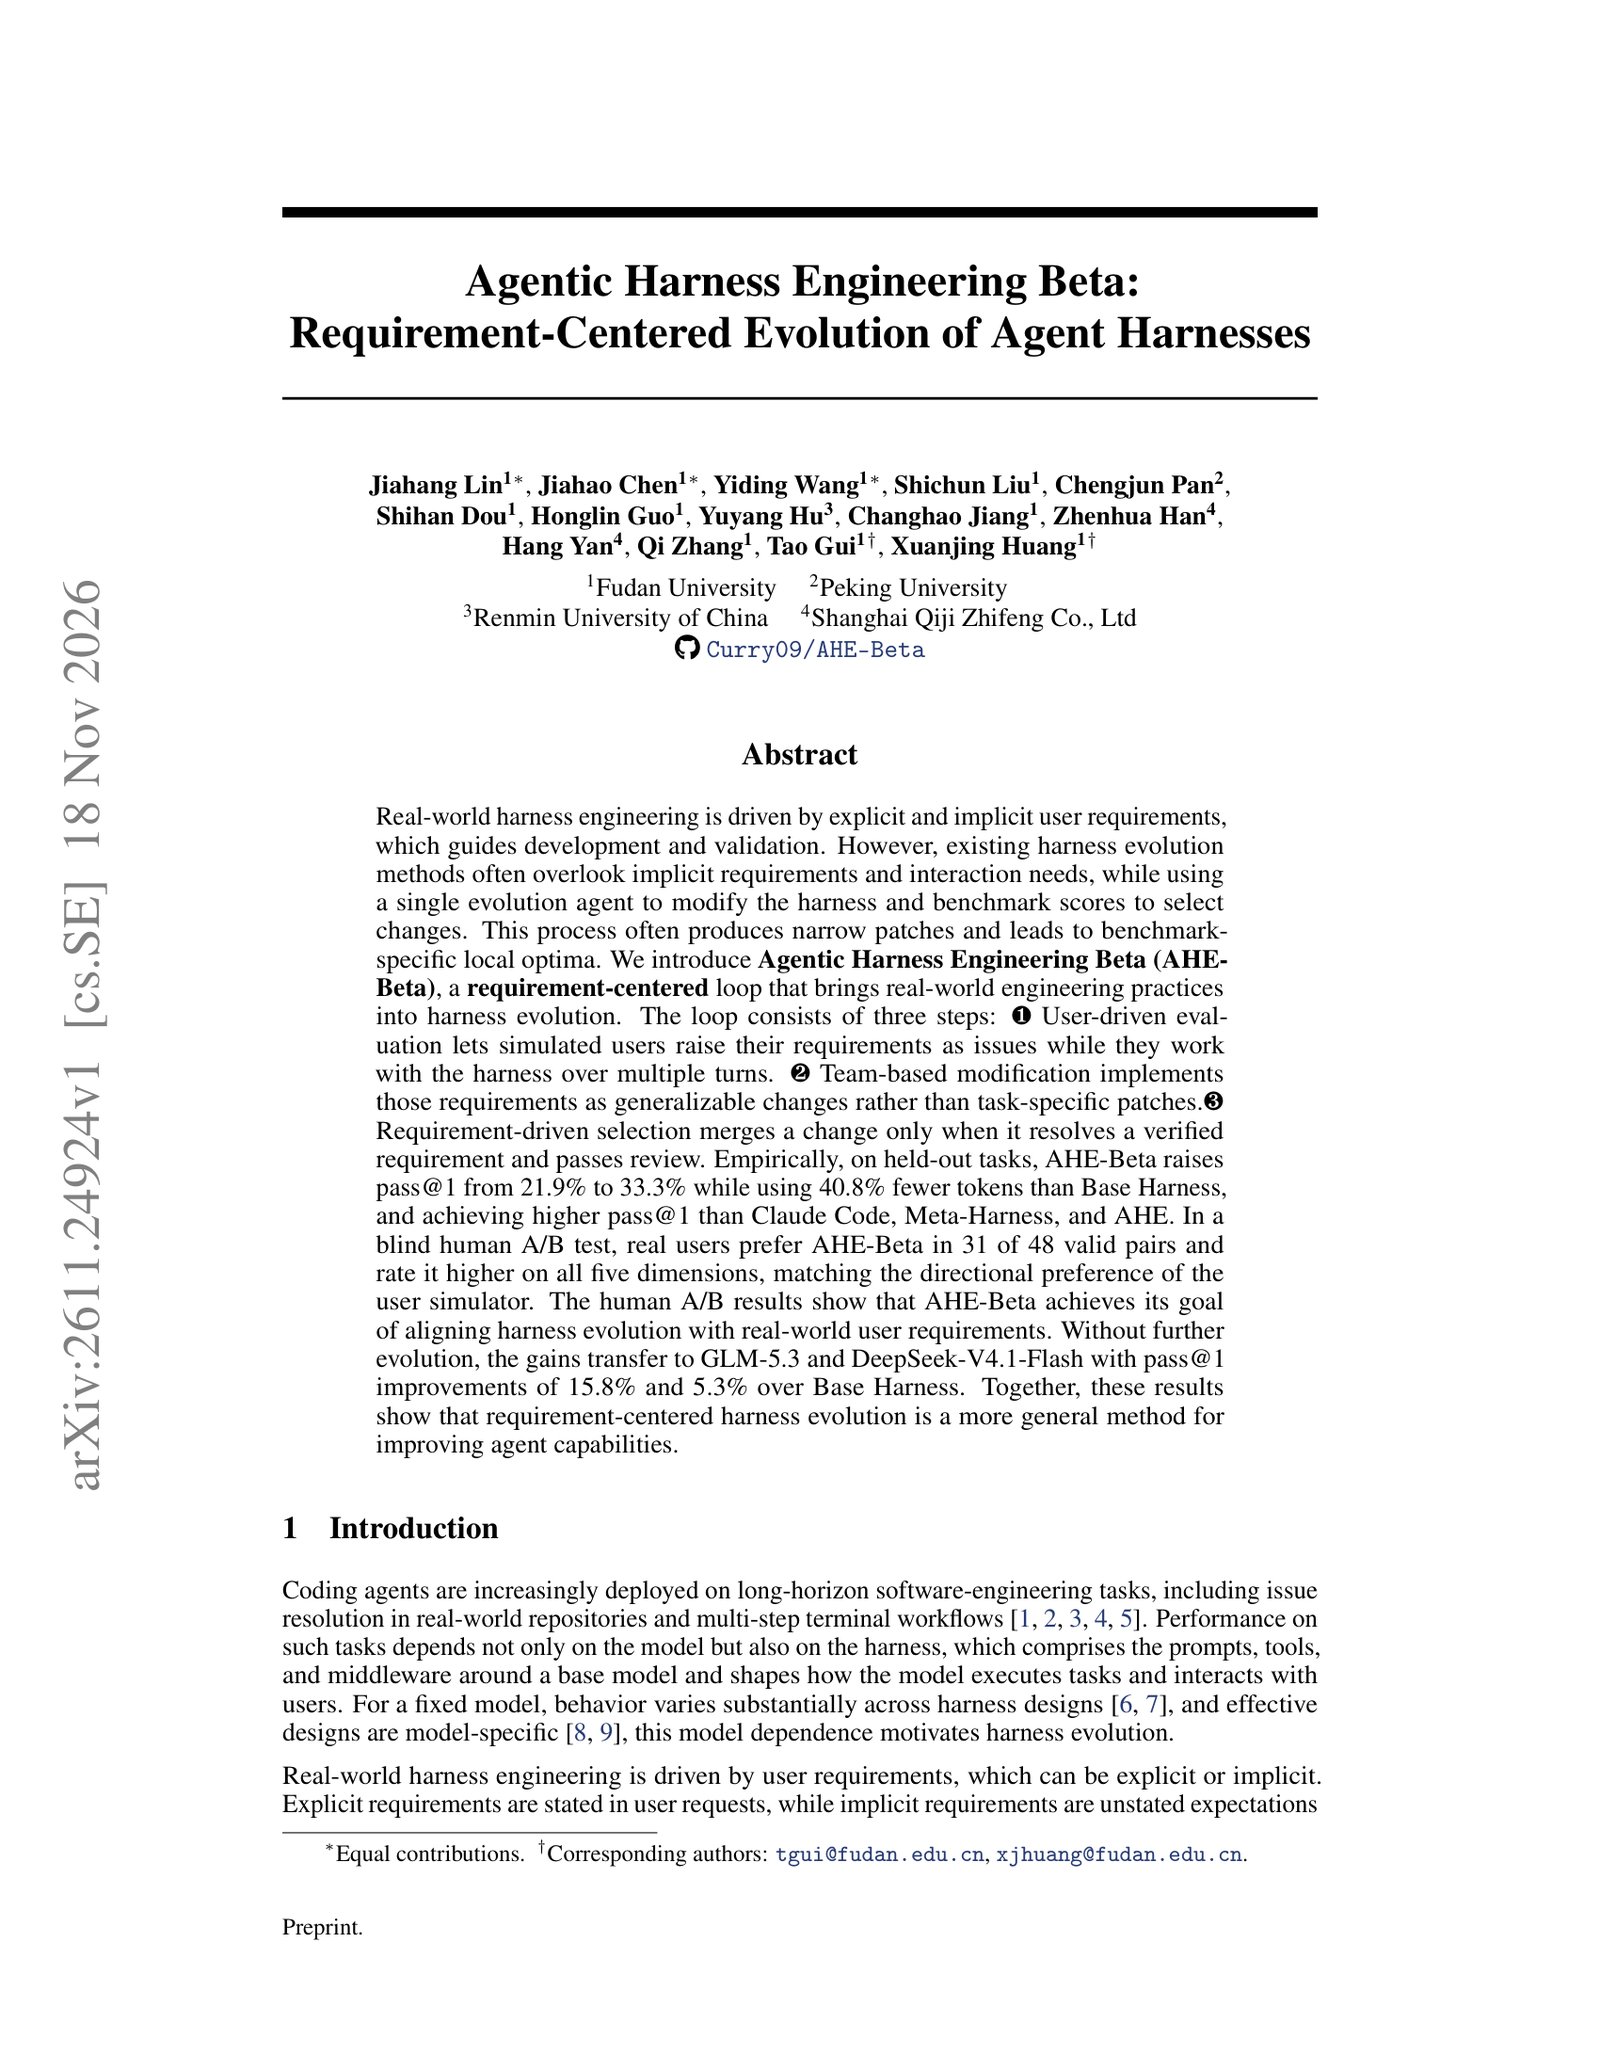 Agentic Harness Engineering Beta:
Requirement-Centered Evolution of Agent Harnesses
Jiahang Lin1*, Jiahao Chen1*, Yiding Wang1*, Shichun Liu1, Chengjun Pan2,
Shihan Dou1, Honglin Guo1, Yuyang Hu3, Changhao Jiang1, Zhenhua Han4,
Hang Yan4, Qi Zhang1, Tao Gui1†, Xuanjing Huang1†
1Fudan University 2Peking University
3Renmin University of China 4Shanghai Qiji Zhifeng Co., Ltd
Curry09/AHE-Beta
arXiv:2611.24924v1 [cs.SE] 18 Nov 2026
Abstract
Real-world harness engineering is driven by explicit and implicit user requirements,
which guides development and validation. However, existing harness evolution
methods often overlook implicit requirements and interaction needs, while using
a single evolution agent to modify the harness and benchmark scores to select
changes. This process often produces narrow patches and leads to benchmark-
specific local optima. We introduce Agentic Harness Engineering Beta (AHE-
Beta), a requirement-centered loop that brings real-world engineering practices
into harness evolution. The loop consists of three steps: ❶ User-driven eval-
uation lets simulated users raise their requirements as issues while they work
with the harness over multiple turns. ❷ Team-based modification implements
those requirements as generalizable changes rather than task-specific patches.❸
Requirement-driven selection merges a change only when it resolves a verified
requirement and passes review. Empirically, on held-out tasks, AHE-Beta raises
pass@1 from 21.9% to 33.3% while using 40.8% fewer tokens than Base Harness,
and achieving higher pass@1 than Claude Code, Meta-Harness, and AHE. In a
blind human A/B test, real users prefer AHE-Beta in 31 of 48 valid pairs and
rate it higher on all five dimensions, matching the directional preference of the
user simulator. The human A/B results show that AHE-Beta achieves its goal
of aligning harness evolution with real-world user requirements. Without further
evolution, the gains transfer to GLM-5.3 and DeepSeek-V4.1-Flash with pass@1
improvements of 15.8% and 5.3% over Base Harness. Together, these results
show that requirement-centered harness evolution is a more general method for
improving agent capabilities.
1 Introduction
Coding agents are increasingly deployed on long-horizon software-engineering tasks, including issue
resolution in real-world repositories and multi-step terminal workflows [1, 2, 3, 4, 5]. Performance on
such tasks depends not only on the model but also on the harness, which comprises the prompts, tools,
and middleware around a base model and shapes how the model executes tasks and interacts with
users. For a fixed model, behavior varies substantially across harness designs [6, 7], and effective
designs are model-specific [8, 9], this model dependence motivates harness evolution.
Real-world harness engineering is driven by user requirements, which can be explicit or implicit.
Explicit requirements are stated in user requests, while implicit requirements are unstated expectations
*Equal contributions. †Corresponding authors: tgui@fudan.edu.cn, xjhuang@fudan.edu.cn.
Preprint.